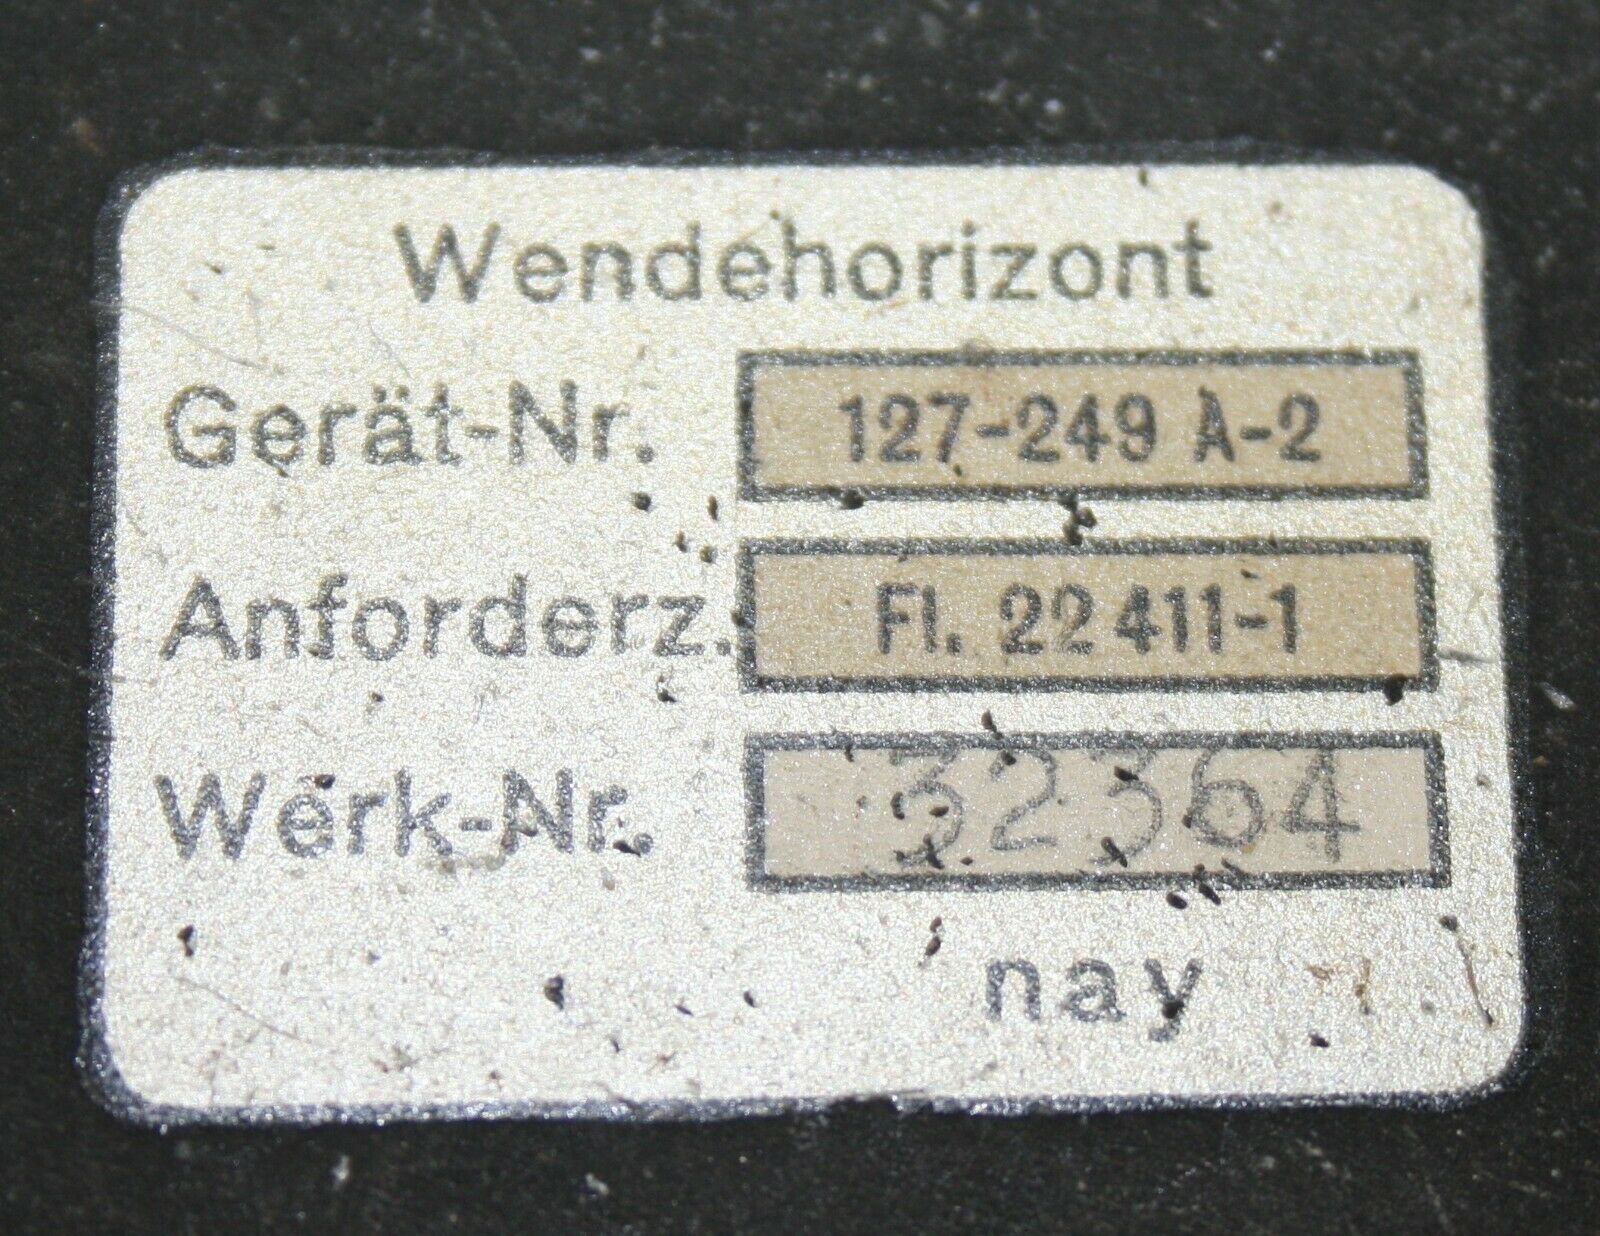 Wendehorizont
Gerät-Nr. 127-249 A-2
Anforderz. Fl. 22411-1
Werk-Nr. 32364
nay